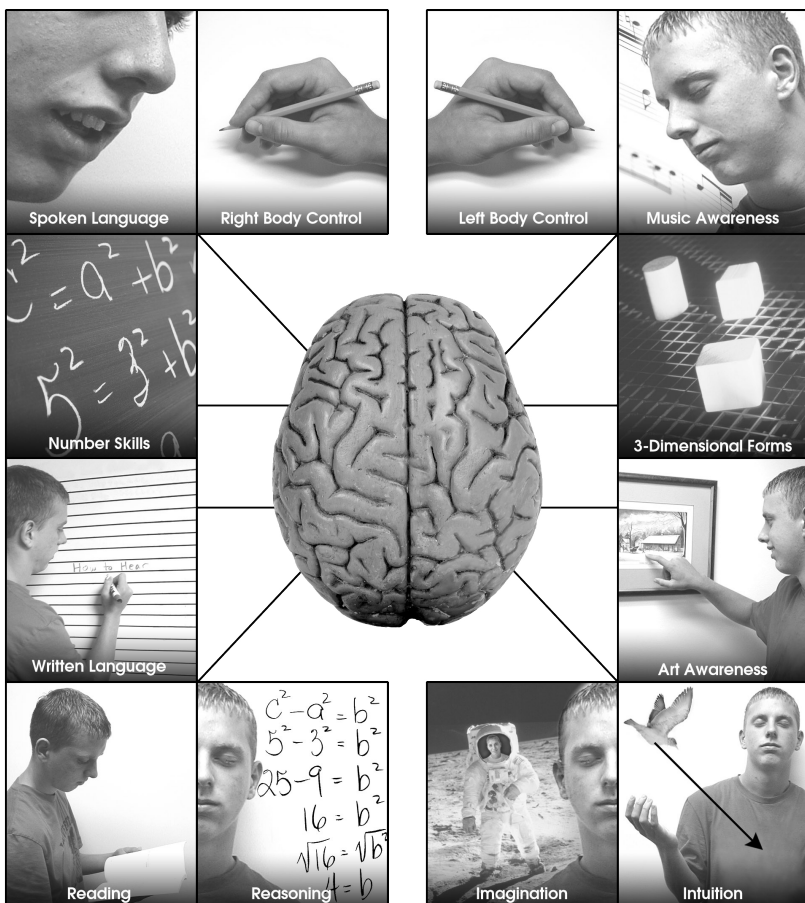 Spoken Language
Right Body Control
Left Body Control
Music Awareness
= a² + b²
5² = 3² + b²
Number Skills
3-Dimensional Forms
How to Hear
Written Language
Art Awareness
c² - a² = b²
5² - 3² = b²
25 - 9 = b²
16 = b²
√16 = √b²
4 = b
Reading
Reasoning
Imagination
Intuition